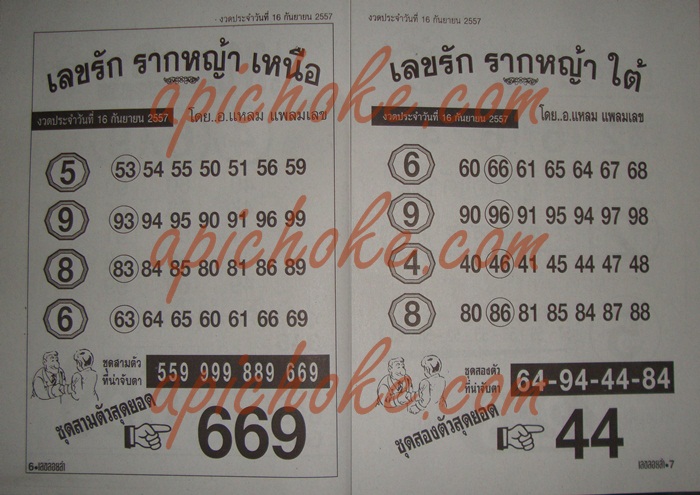 งวดประจำวันที่ 16 กันยายน 2557
เลขรัก รากหญ้า เหนือ
งวดประจำวันที่ 16 กันยายน 2557 โดย..อ.แหลม แพลมเลข
5 53 54 55 50 51 56 59
9 93 94 95 90 91 96 99
8 83 84 85 80 81 86 89
6 63 64 65 60 61 66 69
ชุดสามตัว
ที่น่าจับตา
559 999 889 669
ชุดสามตัวสุดยอด
669
6
งวดประจำวันที่ 16 กันยายน 2557
เลขรัก รากหญ้า ใต้
งวดประจำวันที่ 16 กันยายน 2557 โดย..อ.แหลม แพลมเลข
6 60 66 61 65 64 67 68
9 90 96 91 95 94 97 98
4 40 46 41 45 44 47 48
8 80 86 81 85 84 87 88
ชุดสองตัว
ที่น่าจับตา
64-94-44-84
ชุดสองตัวสุดยอด
44
7
apichoke.com
apichoke.com
apichoke.com